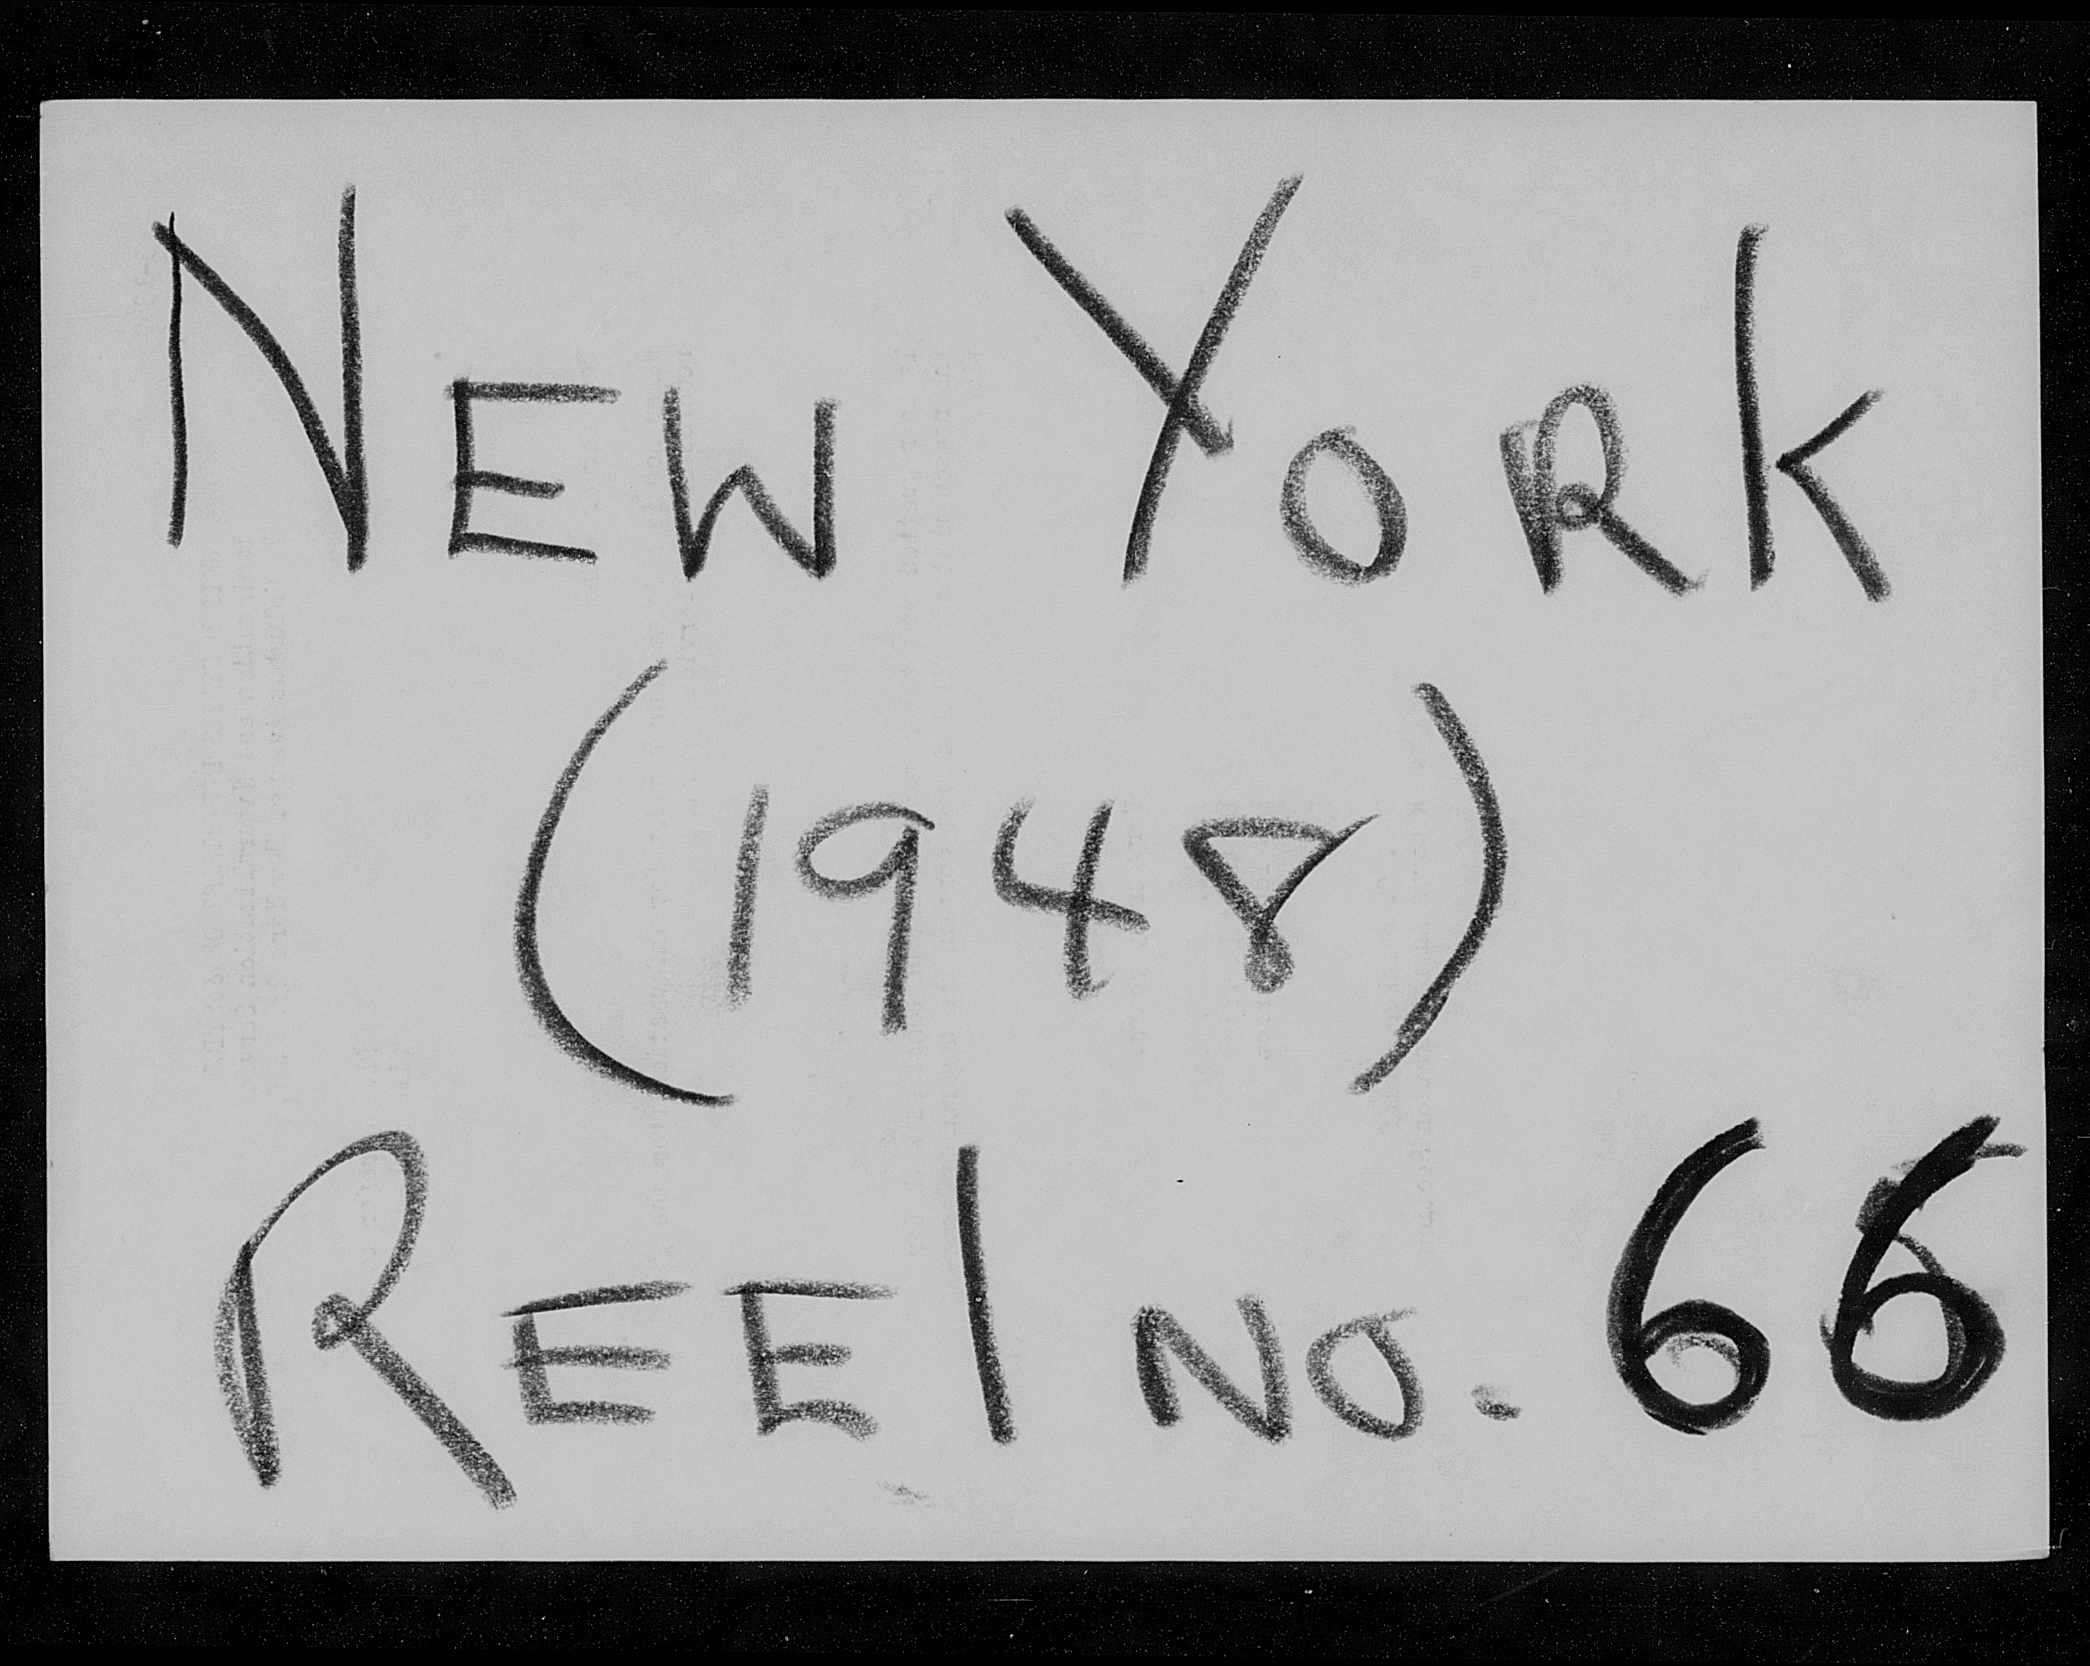 NEW YORK
(1948)
REEl NO. 66